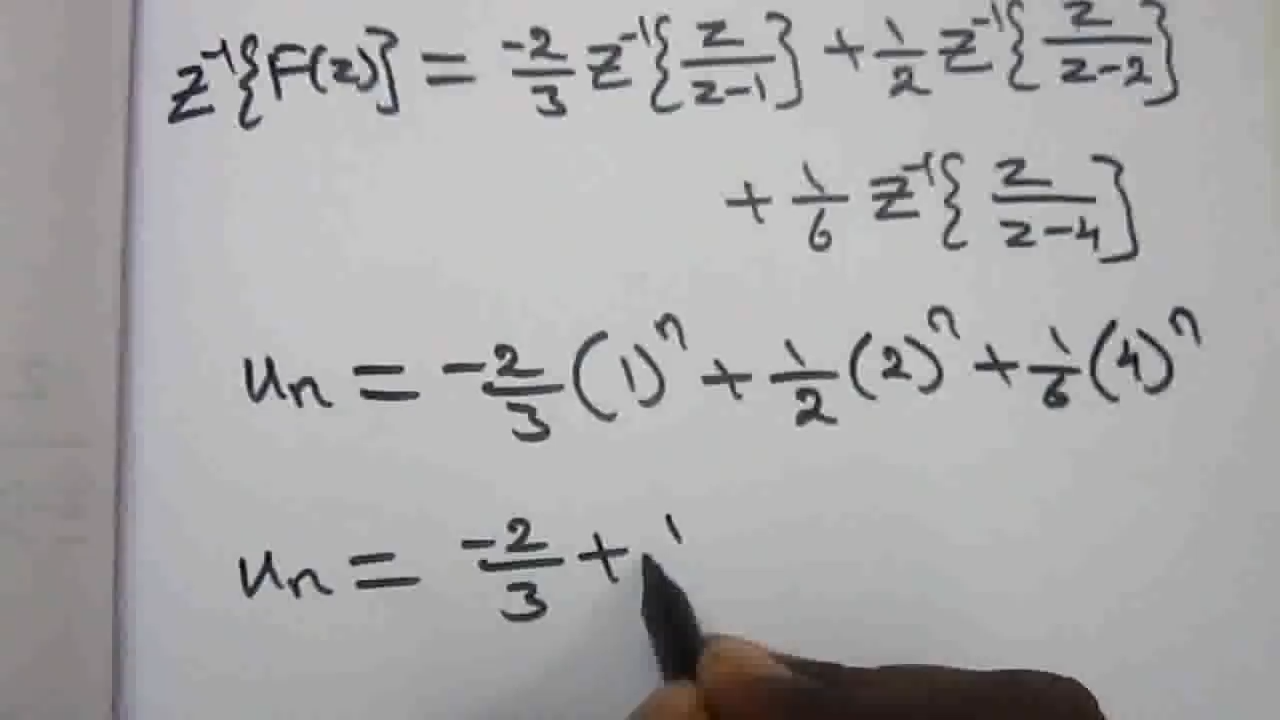 z⁻¹{F(z)} = -2/3 z⁻¹{z/z-1} + 1/2 z⁻¹{z/z-2}
+ 1/6 z⁻¹{z/z-4}
uₙ = -2/3 (1)ⁿ + 1/2 (2)ⁿ + 1/6 (4)ⁿ
uₙ = -2/3 + 1